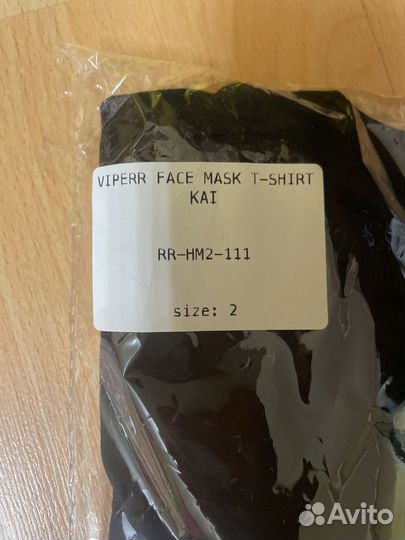 VIPERR FACE MASK T-SHIRT
KAI
RR-HM2-111
size: 2
Avito